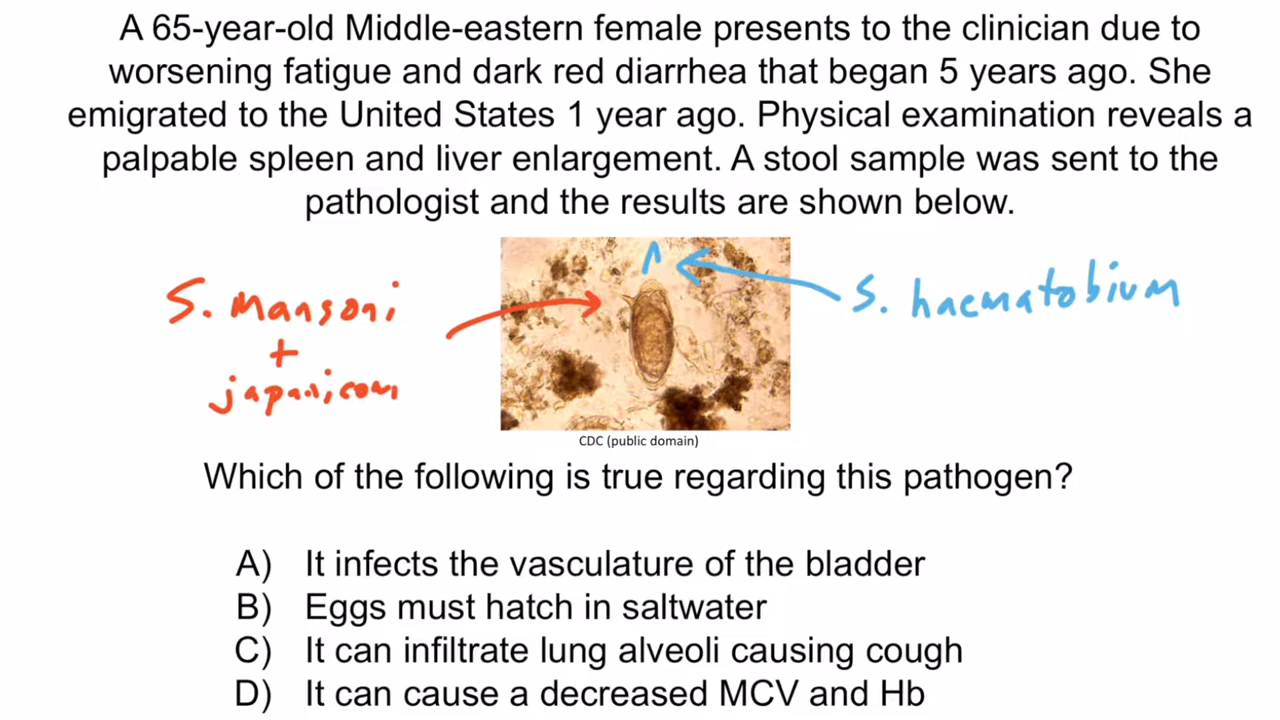 A 65-year-old Middle-eastern female presents to the clinician due to
worsening fatigue and dark red diarrhea that began 5 years ago. She
emigrated to the United States 1 year ago. Physical examination reveals a
palpable spleen and liver enlargement. A stool sample was sent to the
pathologist and the results are shown below.
S. mansoni
+
japanicom
S. haematobium
CDC (public domain)
Which of the following is true regarding this pathogen?
A) It infects the vasculature of the bladder
B) Eggs must hatch in saltwater
C) It can infiltrate lung alveoli causing cough
D) It can cause a decreased MCV and Hb